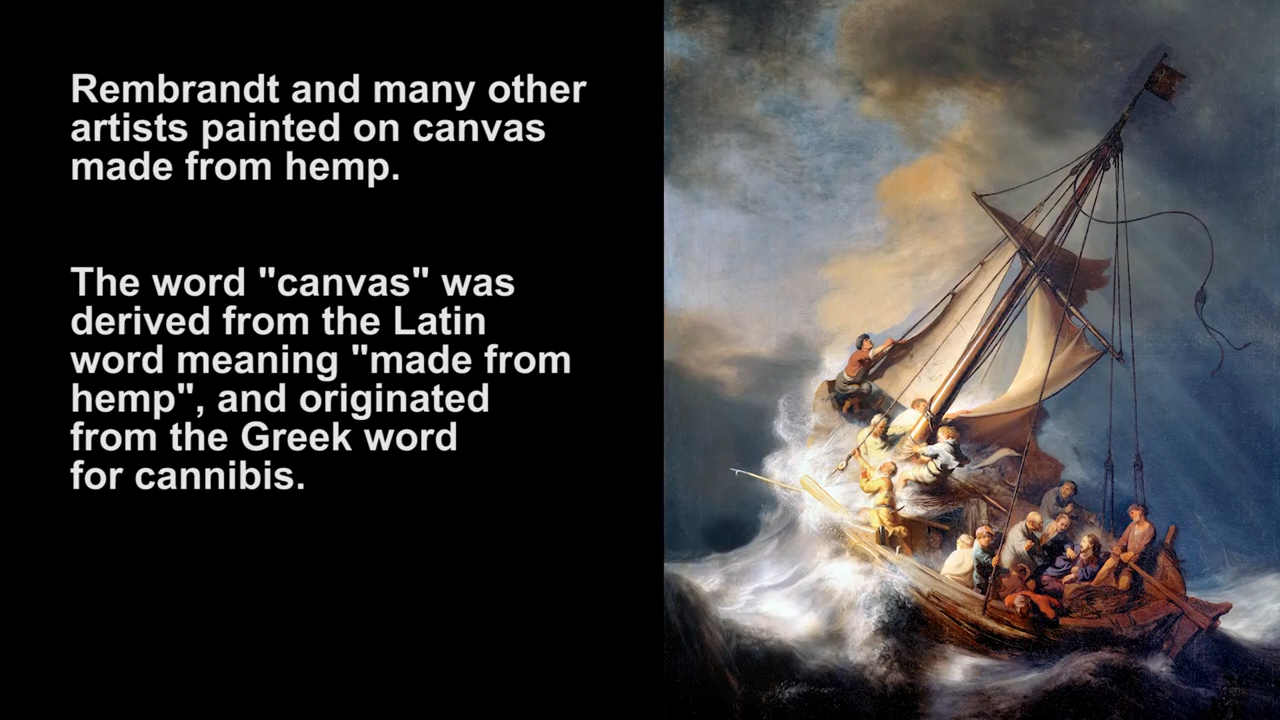 Rembrandt and many other
artists painted on canvas
made from hemp.
The word "canvas" was
derived from the Latin
word meaning "made from
hemp", and originated
from the Greek word
for cannibis.